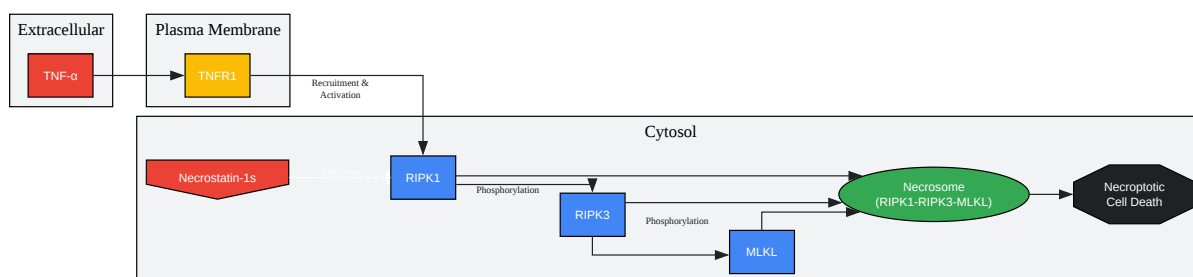 Extracellular
Plasma Membrane
TNF-α
TNFR1
Recruitment &
Activation
Cytosol
Necrostatin-1s
RIPK1
Phosphorylation
RIPK3
Phosphorylation
MLKL
Necrosome
(RIPK1-RIPK3-MLKL)
Necroptotic
Cell Death